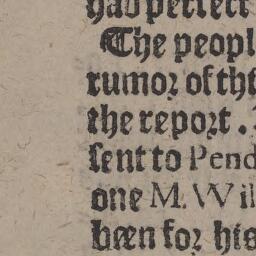 had perfect
The peopl
rumoꝛ of th
the repoꝛt.
ſent to Pend
one M. Wil
bæn foꝛ his